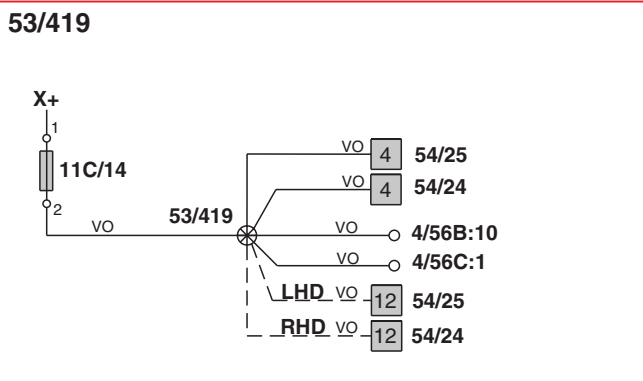 53/419
X+
1
11C/14
2
VO
53/419
VO 4 54/25
VO 4 54/24
VO 4/56B:10
VO 4/56C:1
LHD VO 12 54/25
RHD VO 12 54/24